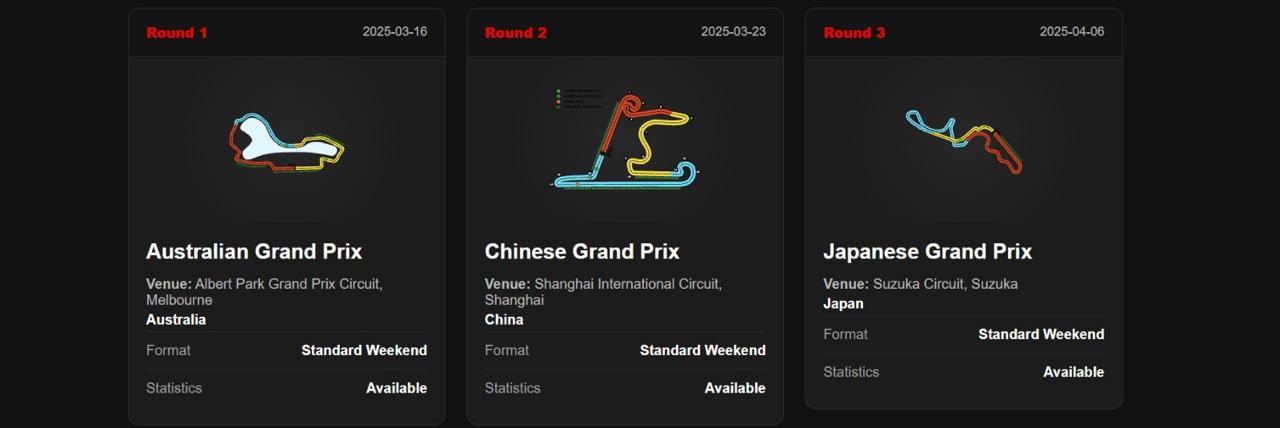 Round 1
2025-03-16
Australian Grand Prix
Venue: Albert Park Grand Prix Circuit,
Melbourne
Australia
Format Standard Weekend
Statistics Available
Round 2
2025-03-23
Chinese Grand Prix
Venue: Shanghai International Circuit,
Shanghai
China
Format Standard Weekend
Statistics Available
Round 3
2025-04-06
Japanese Grand Prix
Venue: Suzuka Circuit, Suzuka
Japan
Format Standard Weekend
Statistics Available